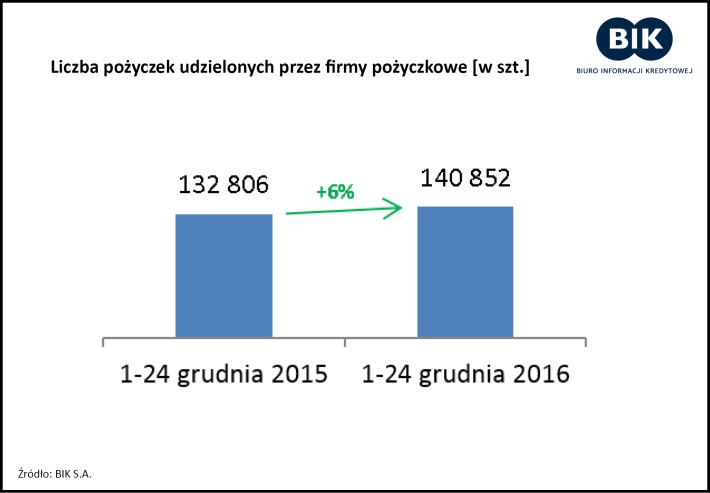 BIK
BIURO INFORMACJI KREDYTOWEJ
Liczba pożyczek udzielonych przez firmy pożyczkowe [w szt.]
132 806
+6%
140 852
1-24 grudnia 2015
1-24 grudnia 2016
Źródło: BIK S.A.